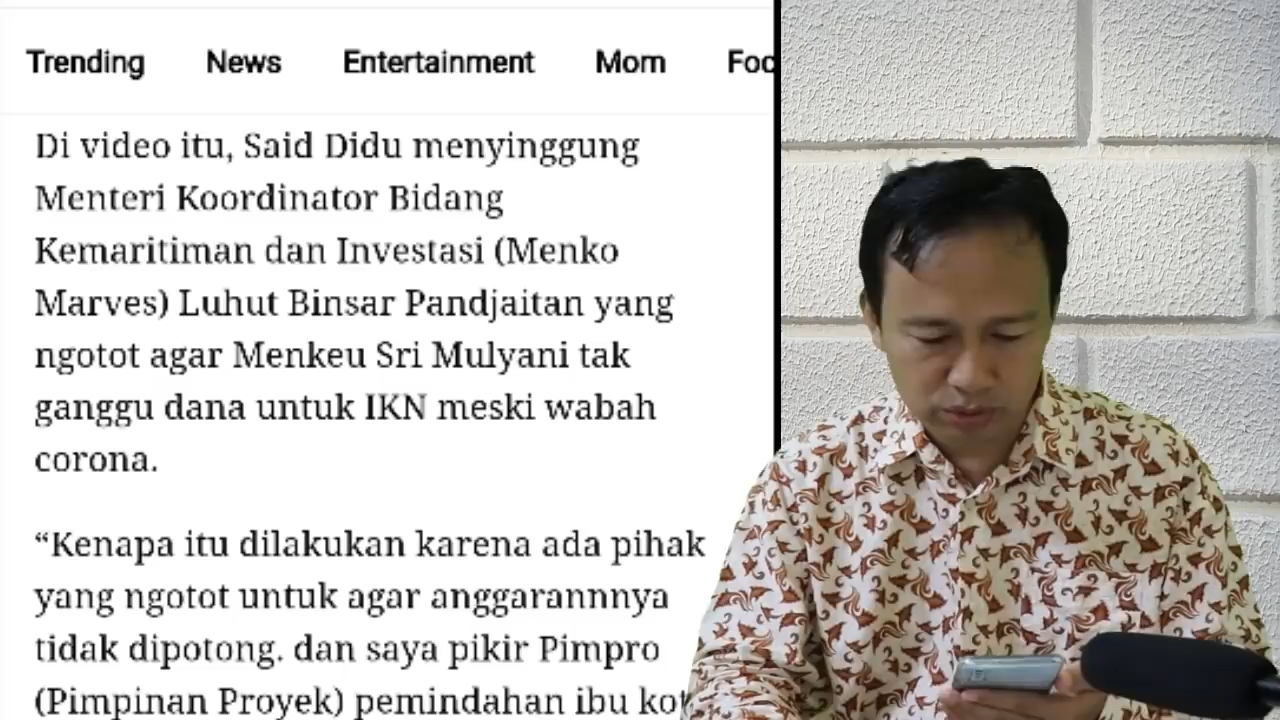 Trending News Entertainment Mom
Di video itu, Said Didu menyinggung
Menteri Koordinator Bidang
Kemaritiman dan Investasi (Menko
Marves) Luhut Binsar Pandjaitan yang
ngotot agar Menkeu Sri Mulyani tak
ganggu dana untuk IKN meski wabah
corona.
“Kenapa itu dilakukan karena ada pihak
yang ngotot untuk agar anggarannnya
tidak dipotong. dan saya pikir Pimpro
(Pimpinan Proyek) pemindahan ibu